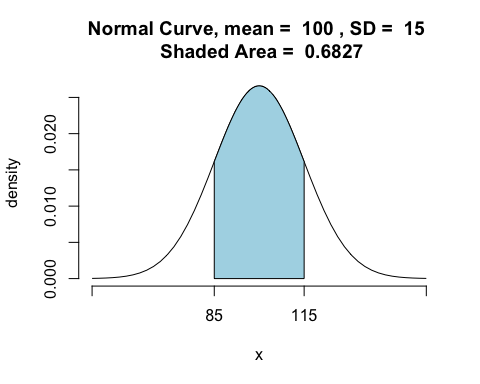 Normal Curve, mean =  100 , SD =  15
Shaded Area =  0.6827
density
0.020
0.010
0.000
85
115
x